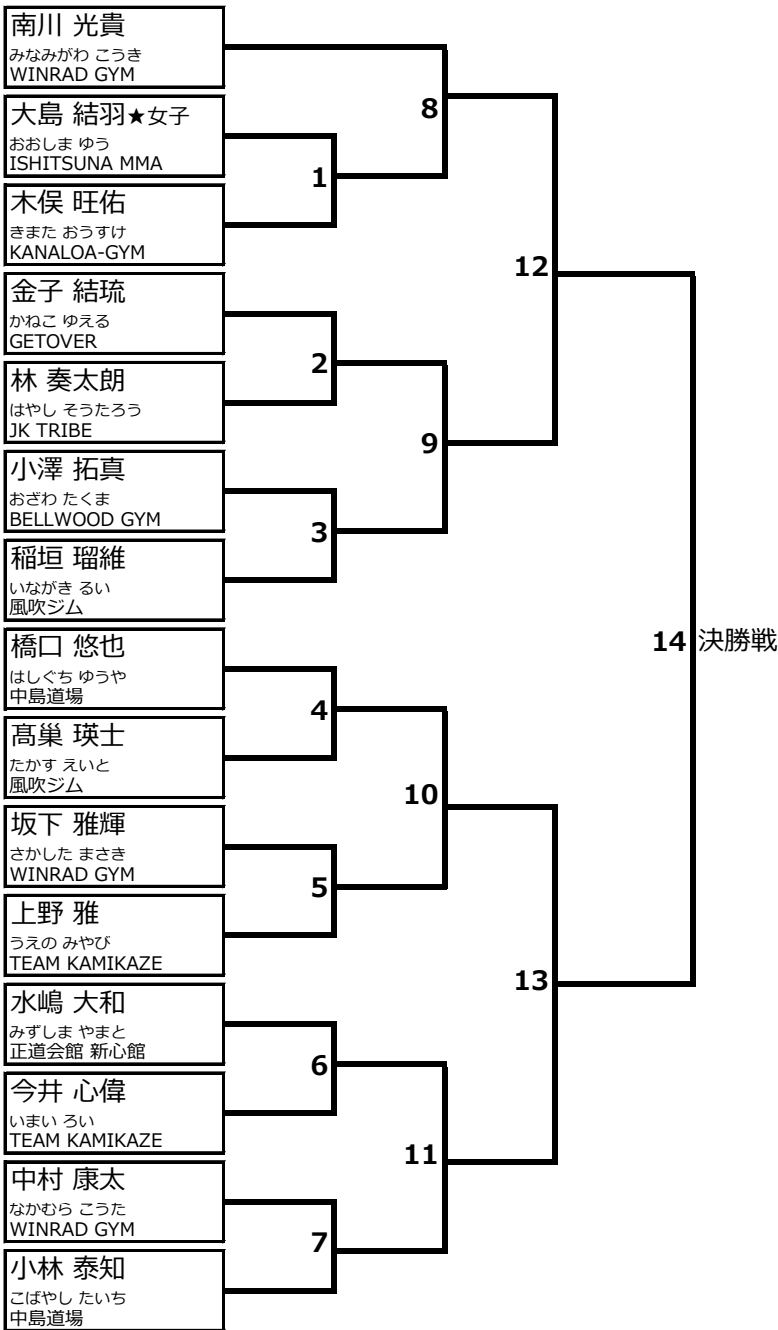 南川 光貴
みなみがわ こうき
WINRAD GYM
大島 結羽★女子
おおしま ゆう
ISHITSUNA MMA
木俣 旺佑
きまた おうすけ
KANALOA-GYM
金子 結琉
かねこ ゆえる
GETOVER
林 奏太朗
はやし そうたろう
JK TRIBE
小澤 拓真
おざわ たくま
BELLWOOD GYM
稲垣 瑠維
いながき るい
風吹ジム
橋口 悠也
はしぐち ゆうや
中島道場
髙巢 瑛士
たかす えいと
風吹ジム
坂下 雅輝
さかした まさき
WINRAD GYM
上野 雅
うえの みやび
TEAM KAMIKAZE
水嶋 大和
みずしま やまと
正道会館 新心館
今井 心偉
いまい ろい
TEAM KAMIKAZE
中村 康太
なかむら こうた
WINRAD GYM
小林 泰知
こばやし たいち
中島道場
1
2
3
4
5
6
7
8
9
10
11
12
13
14 決勝戦